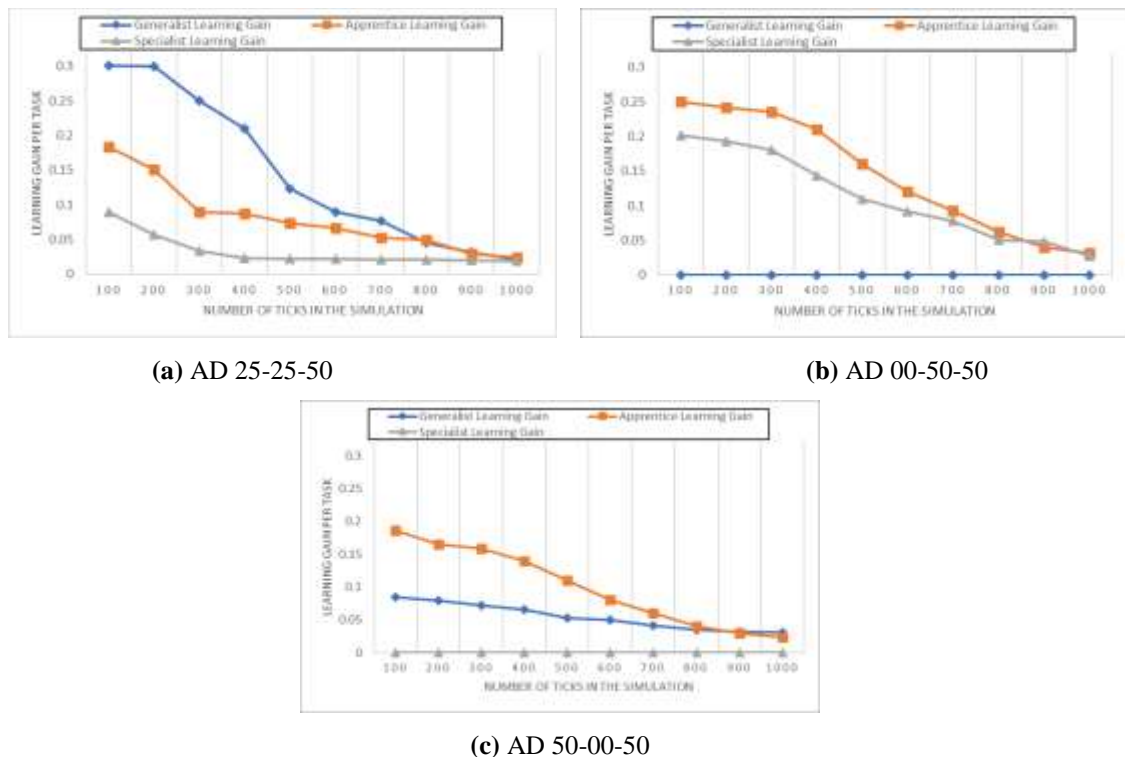 Generalist Learning Gain Apprentice Learning Gain
Specialist Learning Gain
LEARNING GAIN PER TASK
0.3
0.25
0.2
0.15
0.1
0.05
0
100 200 300 400 500 600 700 800 900 1000
NUMBER OF TICKS IN THE SIMULATION
(a) AD 25-25-50
Generalist Learning Gain Apprentice Learning Gain
Specialist Learning Gain
LEARNING GAIN PER TASK
0.3
0.25
0.2
0.15
0.1
0.05
0
100 200 300 400 500 600 700 800 900 1000
NUMBER OF TICKS IN THE SIMULATION
(b) AD 00-50-50
Generalist Learning Gain Apprentice Learning Gain
Specialist Learning Gain
LEARNING GAIN PER TASK
0.3
0.25
0.2
0.15
0.1
0.05
0
100 200 300 400 500 600 700 800 900 1000
NUMBER OF TICKS IN THE SIMULATION
(c) AD 50-00-50